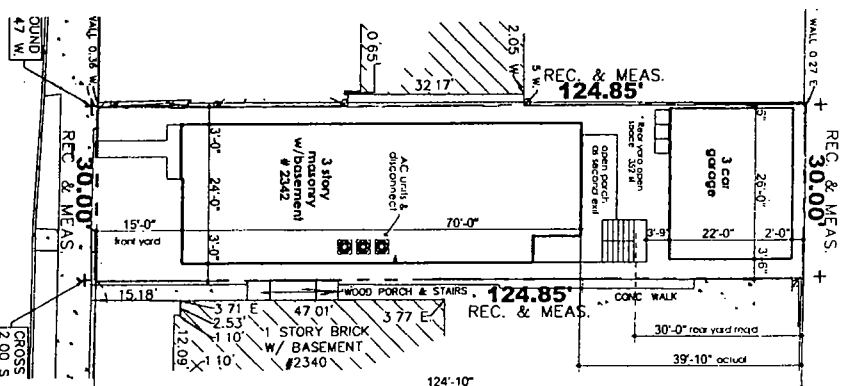 WALL 0.36 W.
OUND
47 W.
0.65'
32.17'
2.05 W.
5 W.
REC. & MEAS.
124.85'
WALL 0.27 E
REC. & MEAS.
30.00'
REC. & MEAS.
30.00'
3'-0"
24'-0"
3'-0"
15'-0"
front yard
3 story
masonry
w/basement
# 2342
AC units &
disconnect
70'-0"
open porch
as second exit
Rear yard open
space 352 sf
3 car
garage
5"
26'-0"
3'6"
3'-9"
22'-0"
2'-0"
15.18'
WOOD PORCH & STAIRS
124.85'
REC. & MEAS.
CONC WALK
3 71 E
47 01'
3 77 E
2.53'
1 10'
12.09
1 10'
1 STORY BRICK
W/ BASEMENT
#2340
30'-0" rear yard req'd
39'-10" actual
124'-10"
CROSS
2.00 S